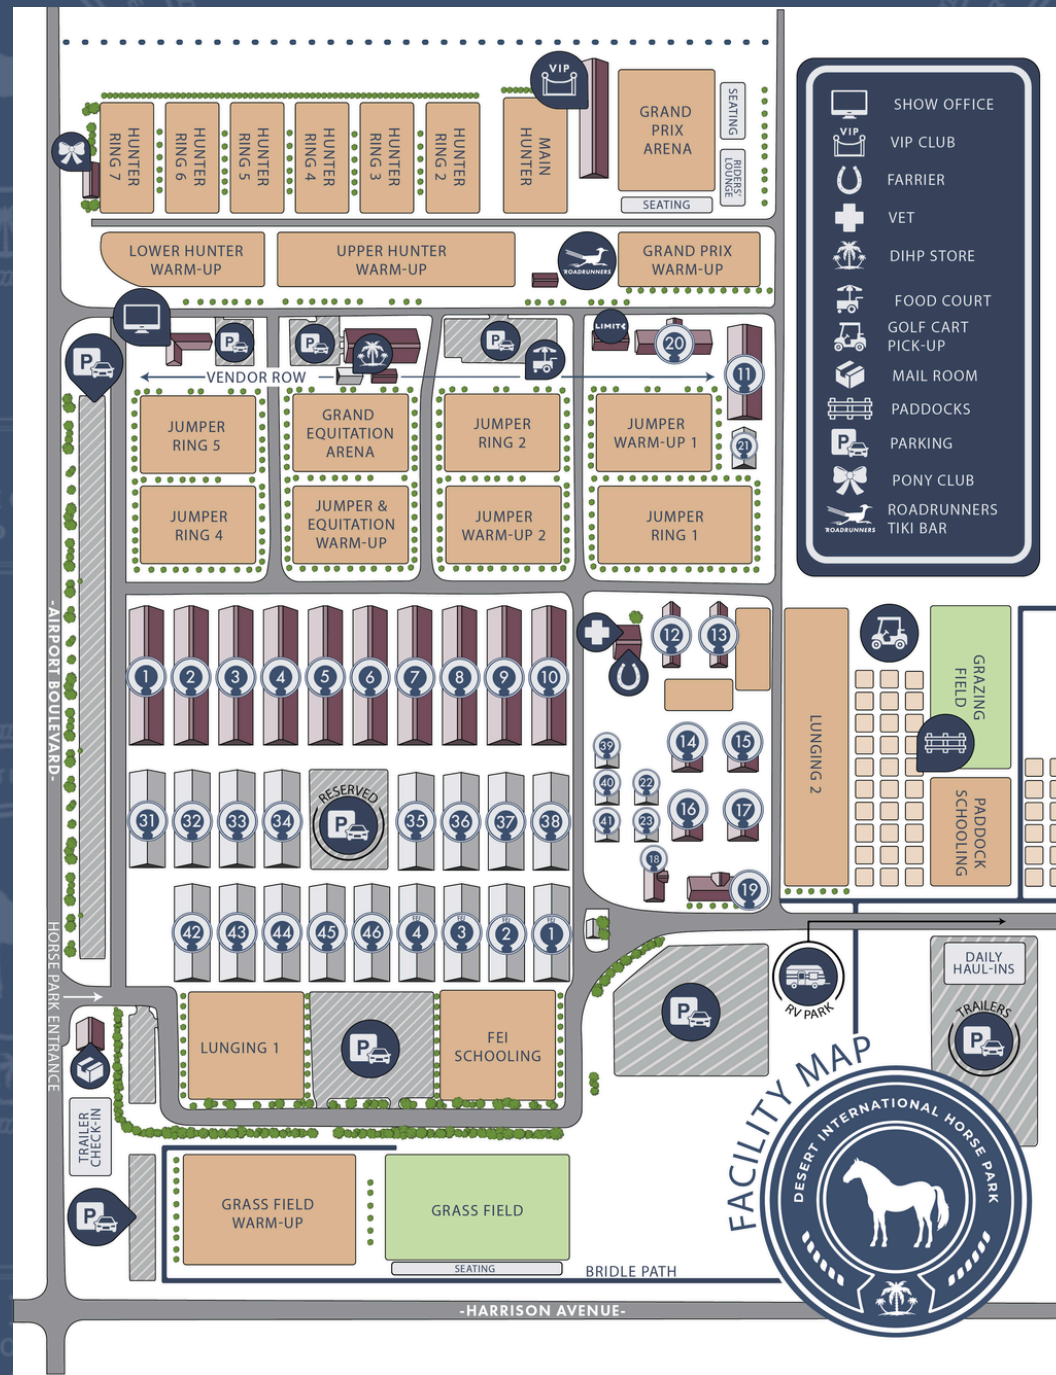 VIP
HUNTER
RING 7
HUNTER
RING 6
HUNTER
RING 5
HUNTER
RING 4
HUNTER
RING 3
HUNTER
RING 2
MAIN
HUNTER
GRAND
PRIX
ARENA
SEATING
RIDERS'
LOUNGE
SEATING
LOWER HUNTER
WARM-UP
UPPER HUNTER
WARM-UP
ROADRUNNERS
GRAND PRIX
WARM-UP
SHOW OFFICE
VIP
VIP CLUB
FARRIER
VET
DIHP STORE
FOOD COURT
GOLF CART
PICK-UP
MAIL ROOM
PADDOCKS
P
PARKING
PONY CLUB
ROADRUNNERS
ROADRUNNERS
TIKI BAR
P
P
P
P
LIMIT
20
11
21
VENDOR ROW
JUMPER
RING 5
GRAND
EQUITATION
ARENA
JUMPER
RING 2
JUMPER
WARM-UP 1
JUMPER
RING 4
JUMPER &
EQUITATION
WARM-UP
JUMPER
WARM-UP 2
JUMPER
RING 1
-AIRPORT BOULEVARD-
1
2
3
4
5
6
7
8
9
10
12
13
14
15
39
40
22
41
23
16
17
18
19
31
32
33
34
RESERVED
P
35
36
37
38
42
43
44
45
46
FEI
4
FEI
3
FEI
2
FEI
1
LUNGING 2
GRAZING
FIELD
PADDOCK
SCHOOLING
HORSE PARK ENTRANCE
LUNGING 1
P
FEI
SCHOOLING
P
RV PARK
DAILY
HAUL-INS
TRAILERS
P
TRAILER
CHECK-IN
P
GRASS FIELD
WARM-UP
GRASS FIELD
SEATING
BRIDLE PATH
FACILITY MAP
DESERT INTERNATIONAL HORSE PARK
-HARRISON AVENUE-